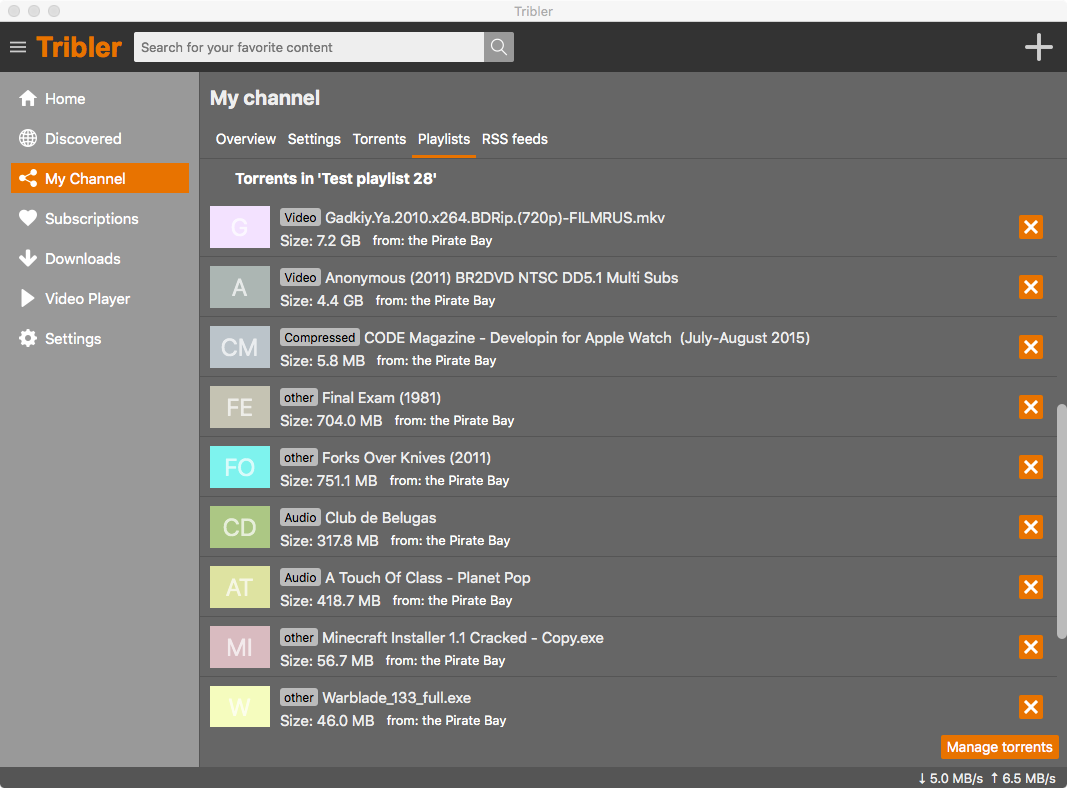 Tribler
Tribler
Search for your favorite content
Home
Discovered
My Channel
Subscriptions
Downloads
Video Player
Settings
My channel
Overview Settings Torrents Playlists RSS feeds
Torrents in 'Test playlist 28'
G
Video Gadkiy.Ya.2010.x264.BDRip.(720p)-FILMRUS.mkv
Size: 7.2 GB from: the Pirate Bay
A
Video Anonymous (2011) BR2DVD NTSC DD5.1 Multi Subs
Size: 4.4 GB from: the Pirate Bay
CM
Compressed CODE Magazine - Developin for Apple Watch (July-August 2015)
Size: 5.8 MB from: the Pirate Bay
FE
other Final Exam (1981)
Size: 704.0 MB from: the Pirate Bay
FO
other Forks Over Knives (2011)
Size: 751.1 MB from: the Pirate Bay
CD
Audio Club de Belugas
Size: 317.8 MB from: the Pirate Bay
AT
Audio A Touch Of Class - Planet Pop
Size: 418.7 MB from: the Pirate Bay
MI
other Minecraft Installer 1.1 Cracked - Copy.exe
Size: 56.7 MB from: the Pirate Bay
W
other Warblade_133_full.exe
Size: 46.0 MB from: the Pirate Bay
Manage torrents
↓ 5.0 MB/s ↑ 6.5 MB/s